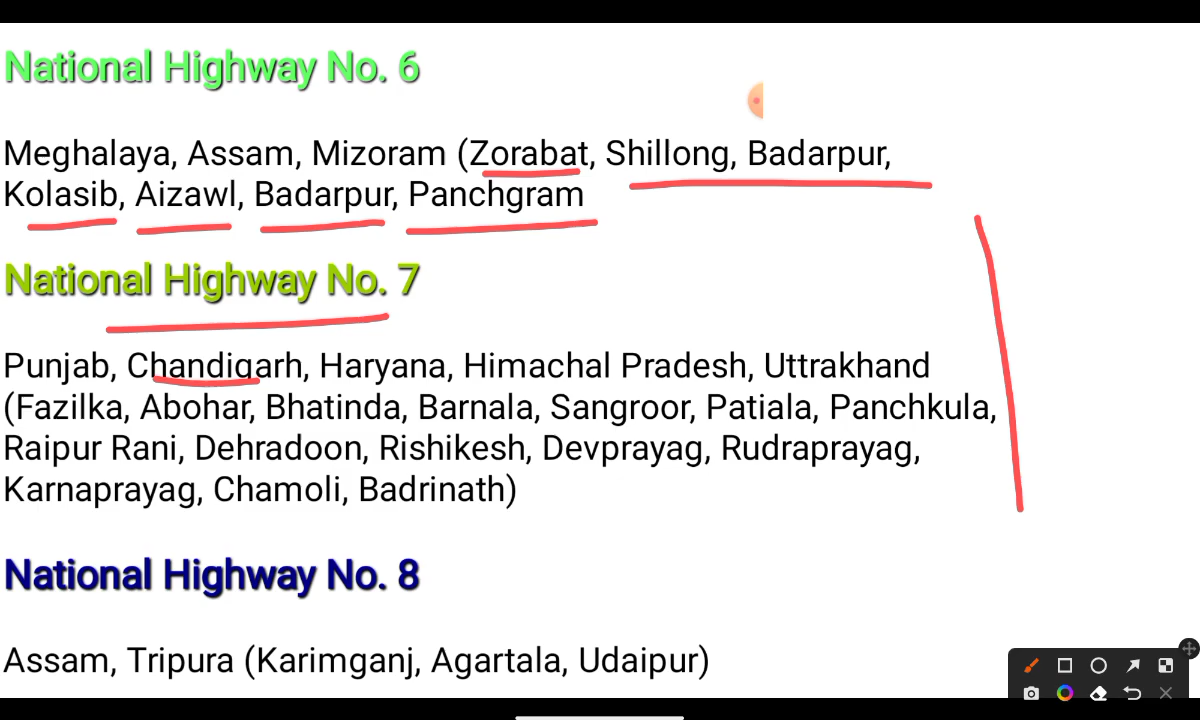 National Highway No. 6
Meghalaya, Assam, Mizoram (Zorabat, Shillong, Badarpur,
Kolasib, Aizawl, Badarpur, Panchgram
National Highway No. 7
Punjab, Chandigarh, Haryana, Himachal Pradesh, Uttrakhand
(Fazilka, Abohar, Bhatinda, Barnala, Sangroor, Patiala, Panchkula,
Raipur Rani, Dehradoon, Rishikesh, Devprayag, Rudraprayag,
Karnaprayag, Chamoli, Badrinath)
National Highway No. 8
Assam, Tripura (Karimganj, Agartala, Udaipur)